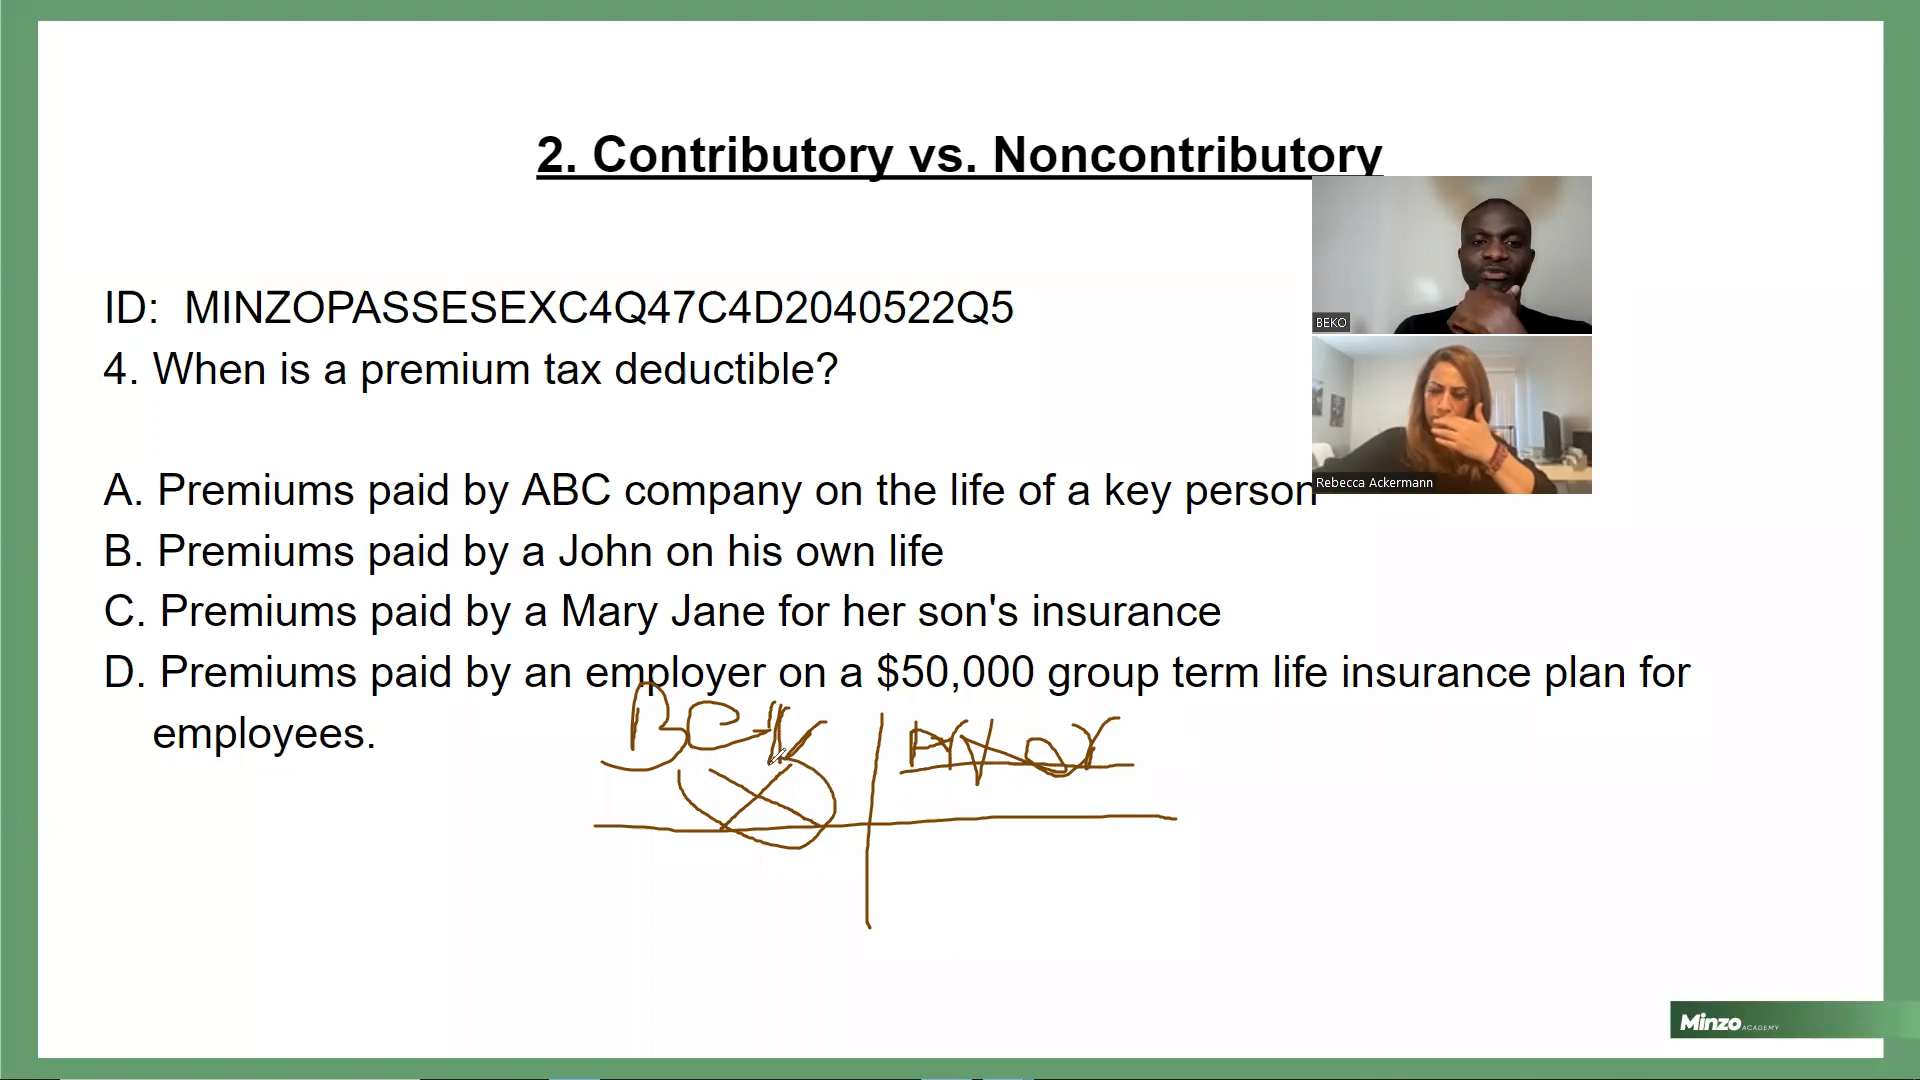 2. Contributory vs. Noncontributory
ID: MINZOPASSESEXC4Q47C4D2040522Q5
4. When is a premium tax deductible?
A. Premiums paid by ABC company on the life of a key person
B. Premiums paid by a John on his own life
C. Premiums paid by a Mary Jane for her son's insurance
D. Premiums paid by an employer on a $50,000 group term life insurance plan for
employees.
BEKO
Rebecca Ackermann
Minzo ACADEMY